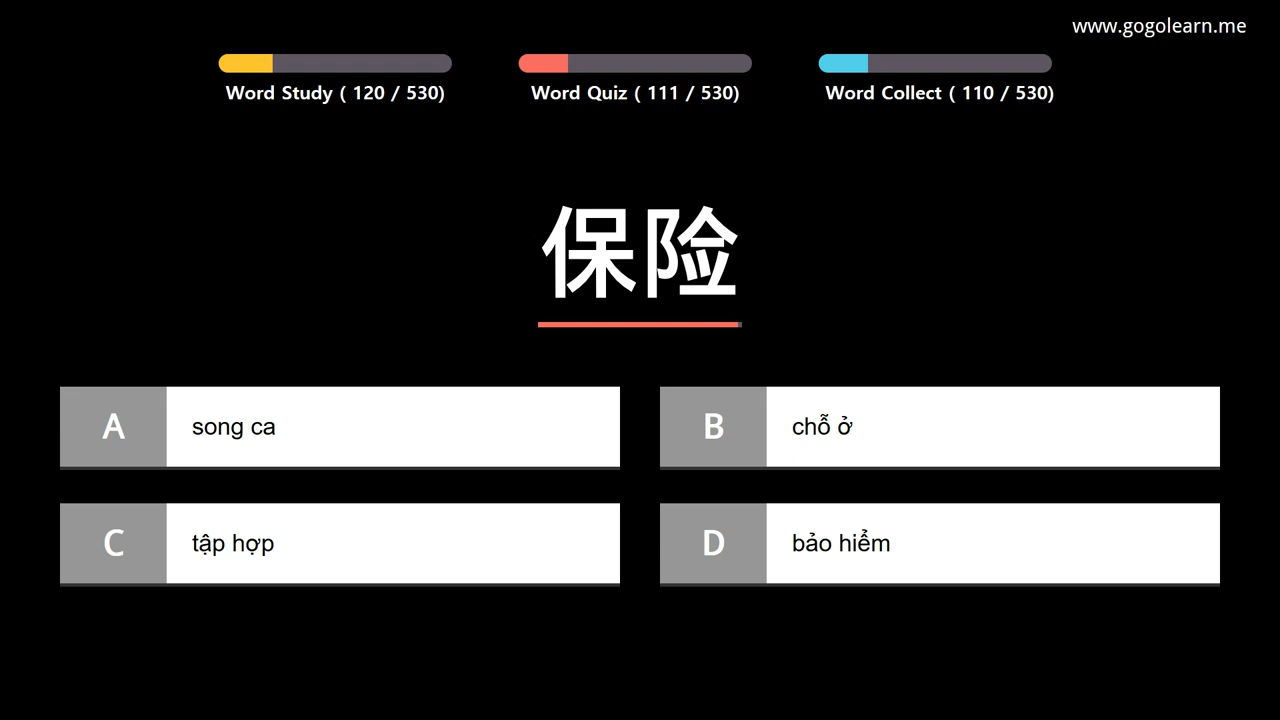 www.gogolearn.me
Word Study ( 120 / 530)
Word Quiz ( 111 / 530)
Word Collect ( 110 / 530)
保险
A song ca
B chỗ ở
C tập hợp
D bảo hiểm